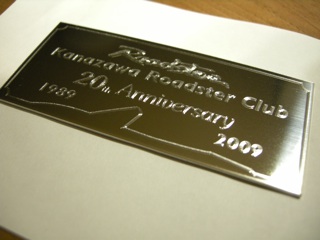 Roadster
Kanazawa Roadster Club
20th Anniversary
1989
2009